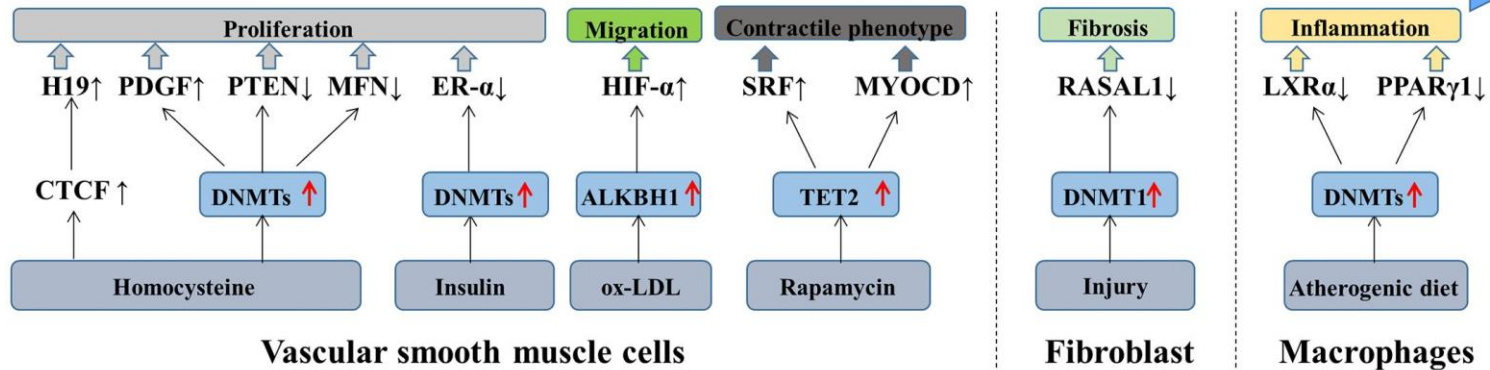 Proliferation Migration Contractile phenotype Fibrosis Inflammation
H19↑ PDGF↑ PTEN↓ MFN↓ ER-α↓ HIF-α↑ SRF↑ MYOCD↑ RASAL1↓ LXRα↓ PPARγ1↓
CTCF ↑ DNMTs ↑ DNMTs ↑ ALKBH1 ↑ TET2 ↑ DNMT1↑ DNMTs ↑
Homocysteine Insulin ox-LDL Rapamycin Injury Atherogenic diet
Vascular smooth muscle cells Fibroblast Macrophages